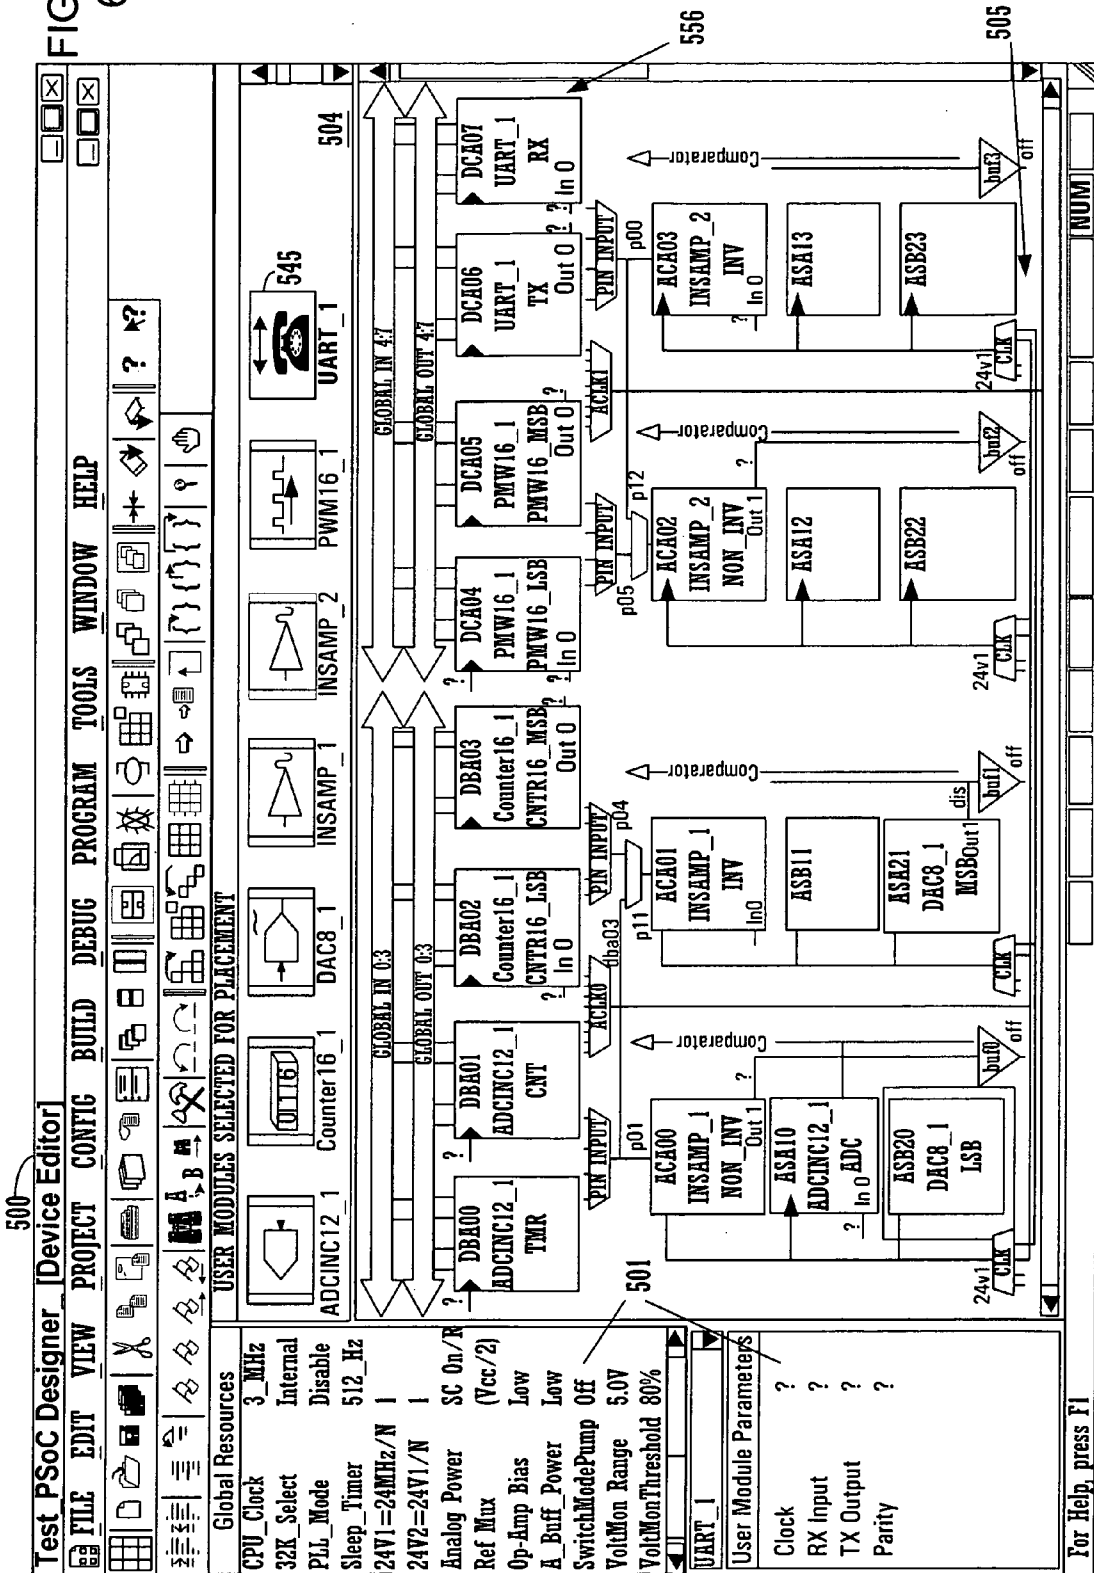 FIG
6
500
Test_PSoC Designer_ [Device Editor]
FILE EDIT VIEW PROJECT CONFIG BUILD DEBUG PROGRAM TOOLS WINDOW HELP
A
B
? ?
Global Resources
CPU_Clock 3_MHz
32K_Select Internal
PLL_Mode Disable
Sleep_Timer 512_Hz
24V1=24MHz/N 1
24V2=24V1/N 1
Analog Power SC On/R
Ref Mux (Vcc/2)
Op-Amp Bias Low
A_Buff_Power Low
SwitchModePump Off
VoltMon Range 5.0V
VoltMonThreshold 80%
501
UART_1
User Module Parameters
Clock ?
RX Input ?
TX Output ?
Parity ?
USER MODULES SELECTED FOR PLACEMENT
ADCINC12_1 Counter16_1 DAC8_1 INSAMP_1 INSAMP_2 PWM16_1 UART_1
545
504
GLOBAL IN 0:3 GLOBAL IN 4:7
GLOBAL OUT 0:3 GLOBAL OUT 4:7
556
? DBA00
ADCINC12_1
TMR
? DBA01
ADCINC12_1
CNT
DBA02
Counter16_1
CNTR16_LSB
? In 0
DBA03
Counter16_1
CNTR16_MSB
Out 0 ?
? DCA04
PMW16_1
PMW16_LSB
? In 0
DCA05
PMW16_1
PMW16_MSB
Out 0 ?
DCA06
UART_1
TX
Out 0 ?
DCA07
UART_1
RX
? In 0
PIN INPUT ACLK0 PIN INPUT PIN INPUT ACLK1 PIN INPUT
p01 dba03 p11 p04 p05 p12 p00
ACA00
INSAMP_1
NON_INV
Out 1 ?
ACA01
INSAMP_1
INV
In0
ACA02
INSAMP_2
NON_INV
Out 1 ?
ACA03
INSAMP_2
INV
? In 0
Comparator Comparator Comparator Comparator
ASA10
ADCINC12_1
ADC
? In 0
ASB11
ASA12
ASA13
ASB20
DAC8_1
LSB
ASA21
DAC8_1
MSB
Out1 dis
ASB22
ASB23
24v1 CLK buf0 off CLK buf1 off 24v1 CLK buf2 off 24v1 CLK buf3 off
505
For Help, press F1 NUM